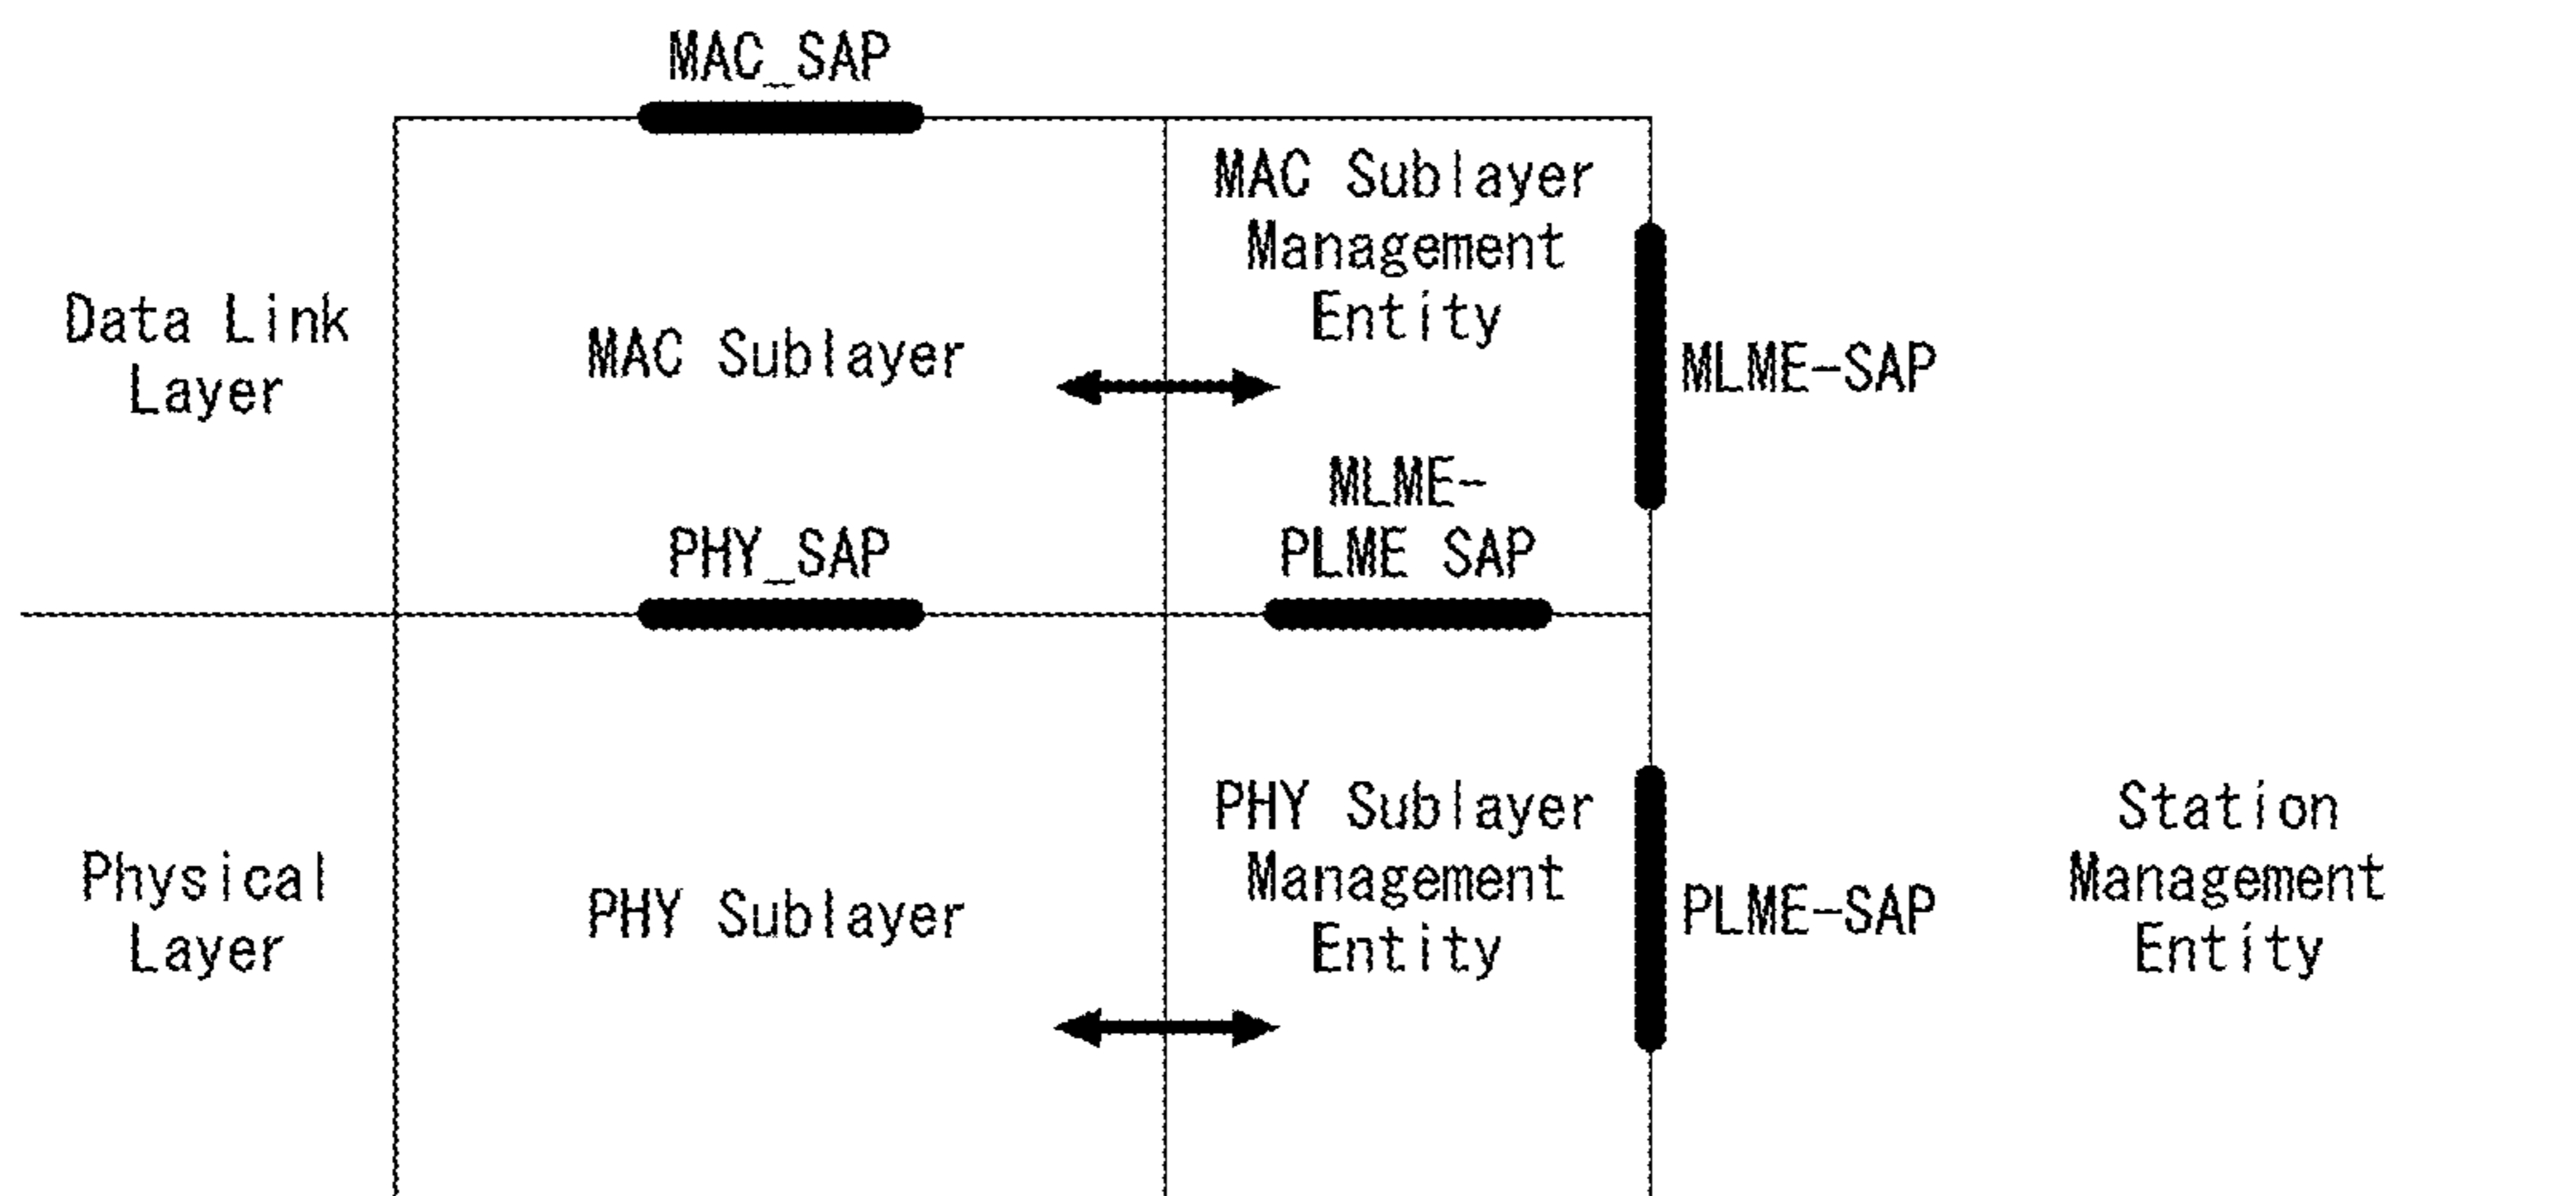 MAC_SAP
Data Link
Layer
MAC Sublayer
MAC Sublayer
Management
Entity
MLME-SAP
PHY_SAP
MLME-
PLME SAP
Physical
Layer
PHY Sublayer
PHY Sublayer
Management
Entity
PLME-SAP
Station
Management
Entity